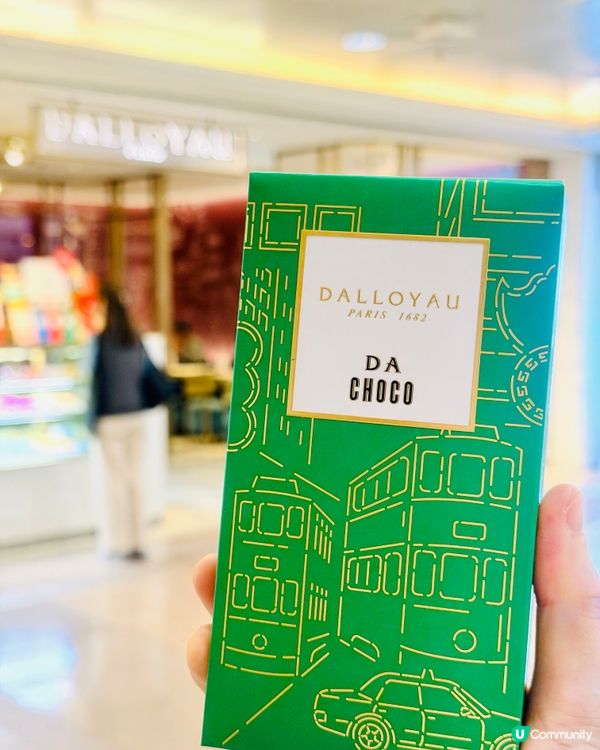 DALLOYAU
DALLOYAU
PARIS 1682
DA
CHOCO
U Community